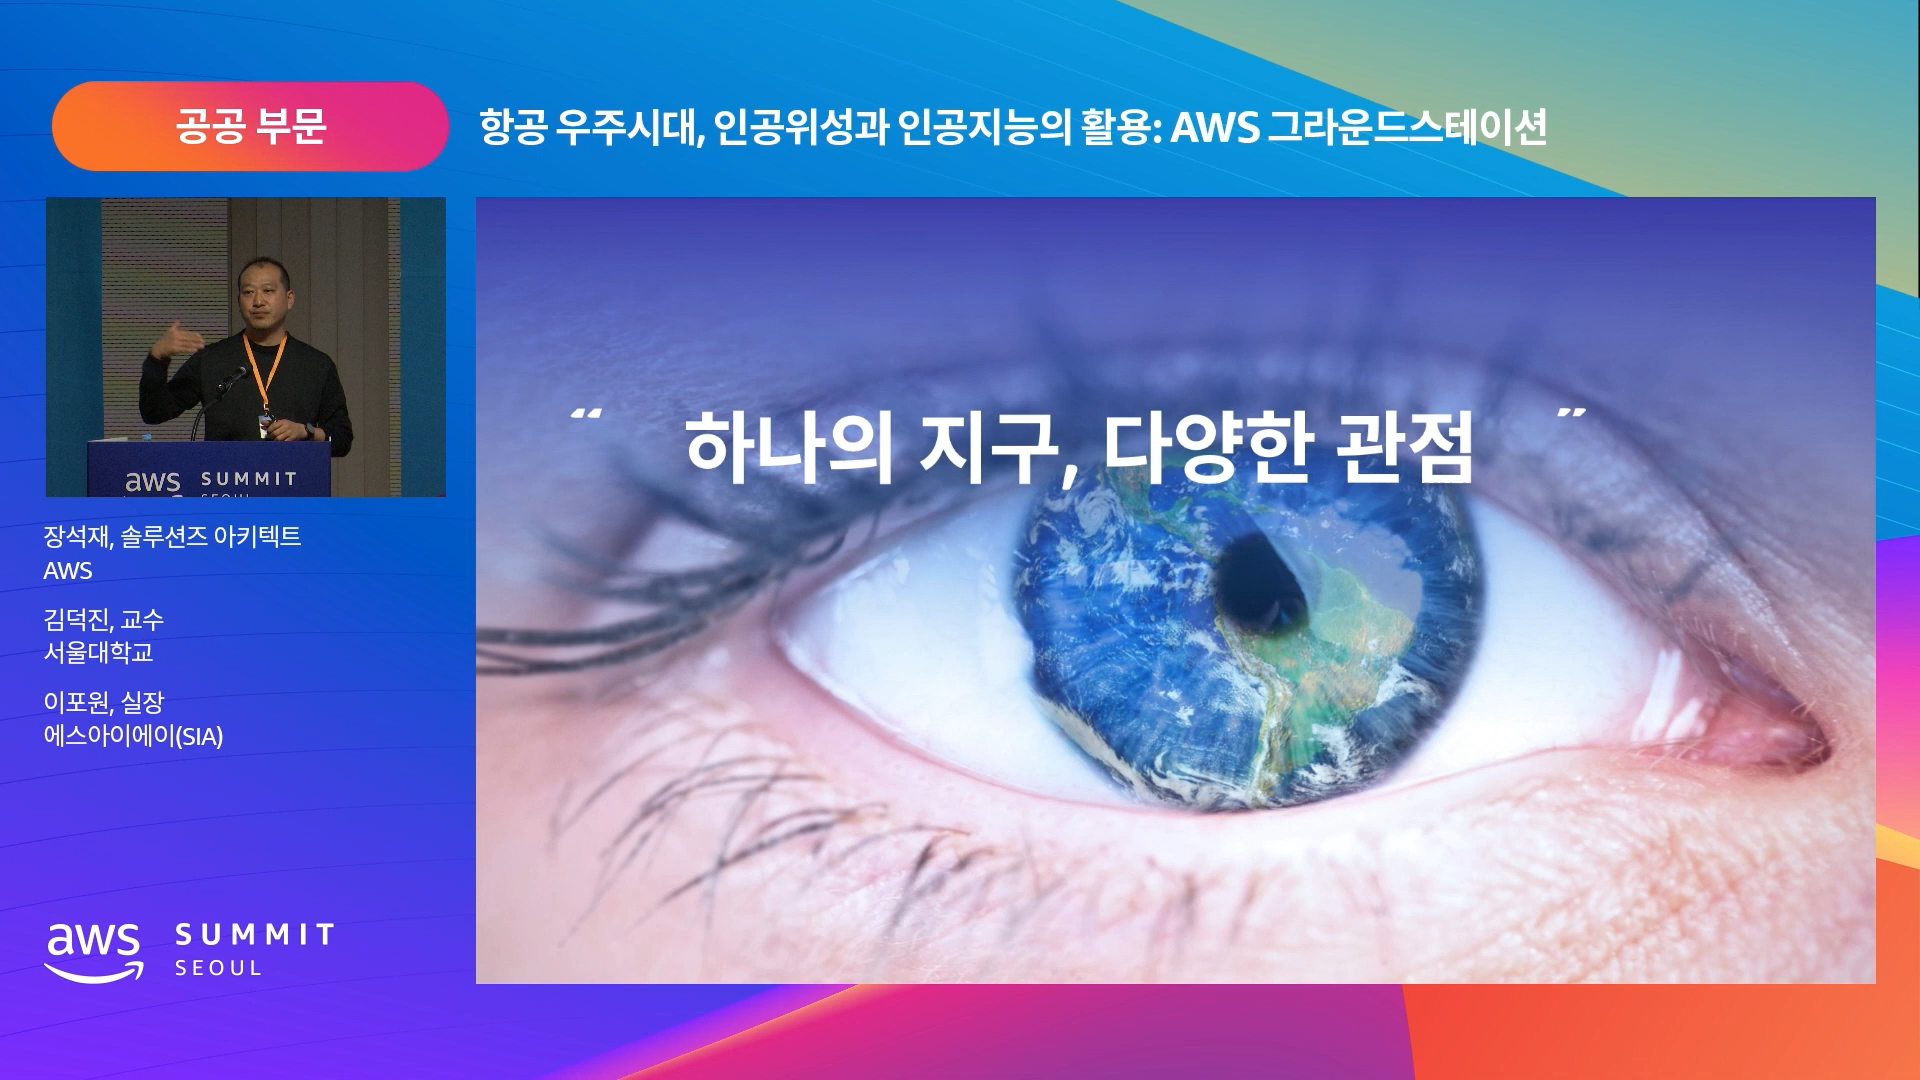 공공 부문
항공 우주시대, 인공위성과 인공지능의 활용: AWS 그라운드스테이션
aws SUMMIT
SEOUL
장석재, 솔루션즈 아키텍트
AWS
김덕진, 교수
서울대학교
이포원, 실장
에스아이에이(SIA)
“ 하나의 지구, 다양한 관점 ”
aws SUMMIT
SEOUL